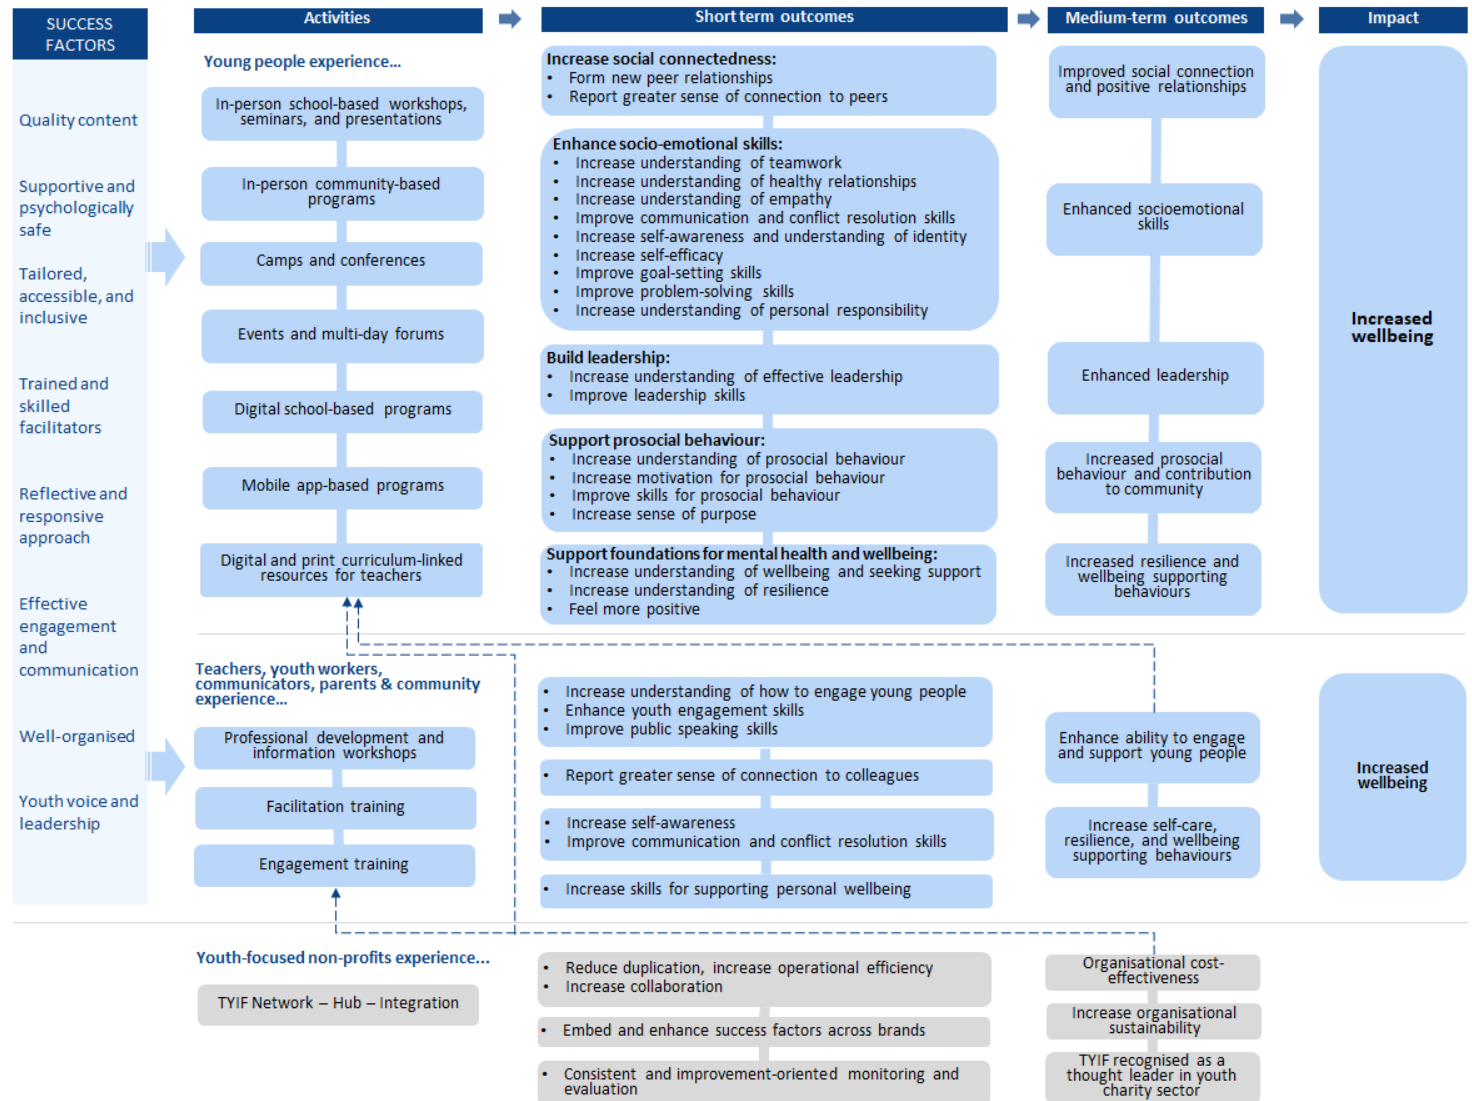 SUCCESS
FACTORS
Quality content
Supportive and
psychologically
safe
Tailored,
accessible, and
inclusive
Trained and
skilled
facilitators
Reflective and
responsive
approach
Effective
engagement
and
communication
Well-organised
Youth voice and
leadership
Activities
Short term outcomes
Medium-term outcomes
Impact
Young people experience...
In-person school-based workshops,
seminars, and presentations
In-person community-based
programs
Camps and conferences
Events and multi-day forums
Digital school-based programs
Mobile app-based programs
Digital and print curriculum-linked
resources for teachers
Increase social connectedness:
• Form new peer relationships
• Report greater sense of connection to peers
Enhance socio-emotional skills:
• Increase understanding of teamwork
• Increase understanding of healthy relationships
• Increase understanding of empathy
• Improve communication and conflict resolution skills
• Increase self-awareness and understanding of identity
• Increase self-efficacy
• Improve goal-setting skills
• Improve problem-solving skills
• Increase understanding of personal responsibility
Build leadership:
• Increase understanding of effective leadership
• Improve leadership skills
Support prosocial behaviour:
• Increase understanding of prosocial behaviour
• Increase motivation for prosocial behaviour
• Improve skills for prosocial behaviour
• Increase sense of purpose
Support foundations for mental health and wellbeing:
• Increase understanding of wellbeing and seeking support
• Increase understanding of resilience
• Feel more positive
Improved social connection
and positive relationships
Enhanced socioemotional
skills
Enhanced leadership
Increased prosocial
behaviour and contribution
to community
Increased resilience and
wellbeing supporting
behaviours
Increased
wellbeing
Teachers, youth workers,
communicators, parents & community
experience...
Professional development and
information workshops
Facilitation training
Engagement training
• Increase understanding of how to engage young people
• Enhance youth engagement skills
• Improve public speaking skills
• Report greater sense of connection to colleagues
• Increase self-awareness
• Improve communication and conflict resolution skills
• Increase skills for supporting personal wellbeing
Enhance ability to engage
and support young people
Increase self-care,
resilience, and wellbeing
supporting behaviours
Increased
wellbeing
Youth-focused non-profits experience...
TYIF Network – Hub – Integration
• Reduce duplication, increase operational efficiency
• Increase collaboration
• Embed and enhance success factors across brands
• Consistent and improvement-oriented monitoring and
evaluation
Organisational cost-
effectiveness
Increase organisational
sustainability
TYIF recognised as a
thought leader in youth
charity sector